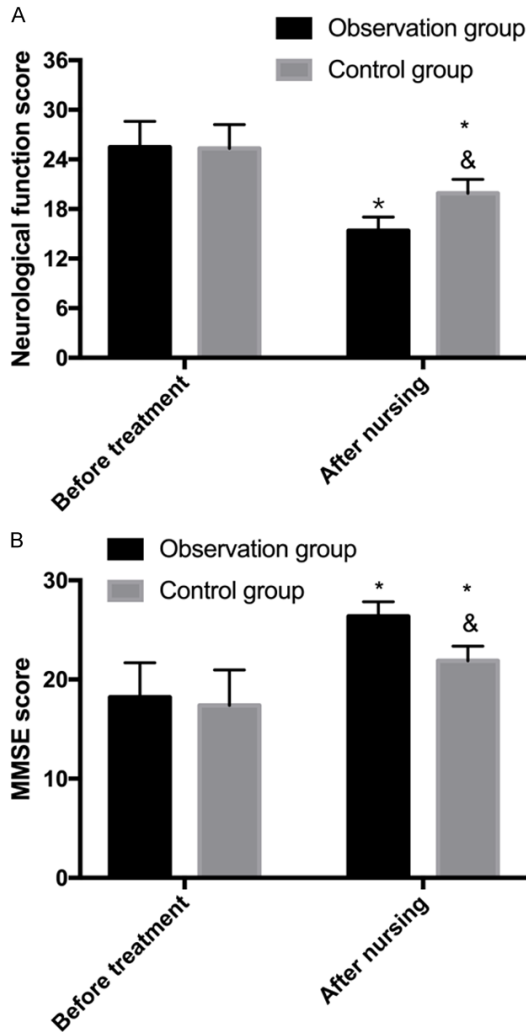 A
Observation group
Control group
Neurological function score
36
30
24
18
12
6
0
*
*
&
Before treatment
After nursing
B
Observation group
Control group
MMSE score
30
20
10
0
*
*
&
Before treatment
After nursing